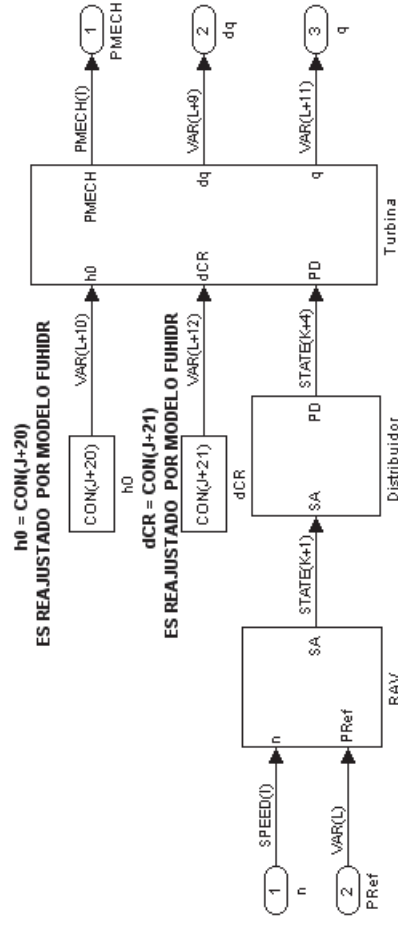 h0 = CON(J+20)
ES REAJUSTADO POR MODELO FUHIDR
CON(J+20)
h0
VAR(L+10)
dCR = CON(J+21)
ES REAJUSTADO POR MODELO FUHIDR
CON(J+21)
dCR
VAR(L+12)
1
n
SPEED(I)
2
PRef
VAR(L)
n
PRef
SA
RAV
STATE(K+1)
SA
PD
Distribuidor
STATE(K+4)
h0
dCR
PD
PMECH
dq
q
Turbina
PMECH(I)
1
PMECH
VAR(L+9)
2
dq
VAR(L+11)
3
q